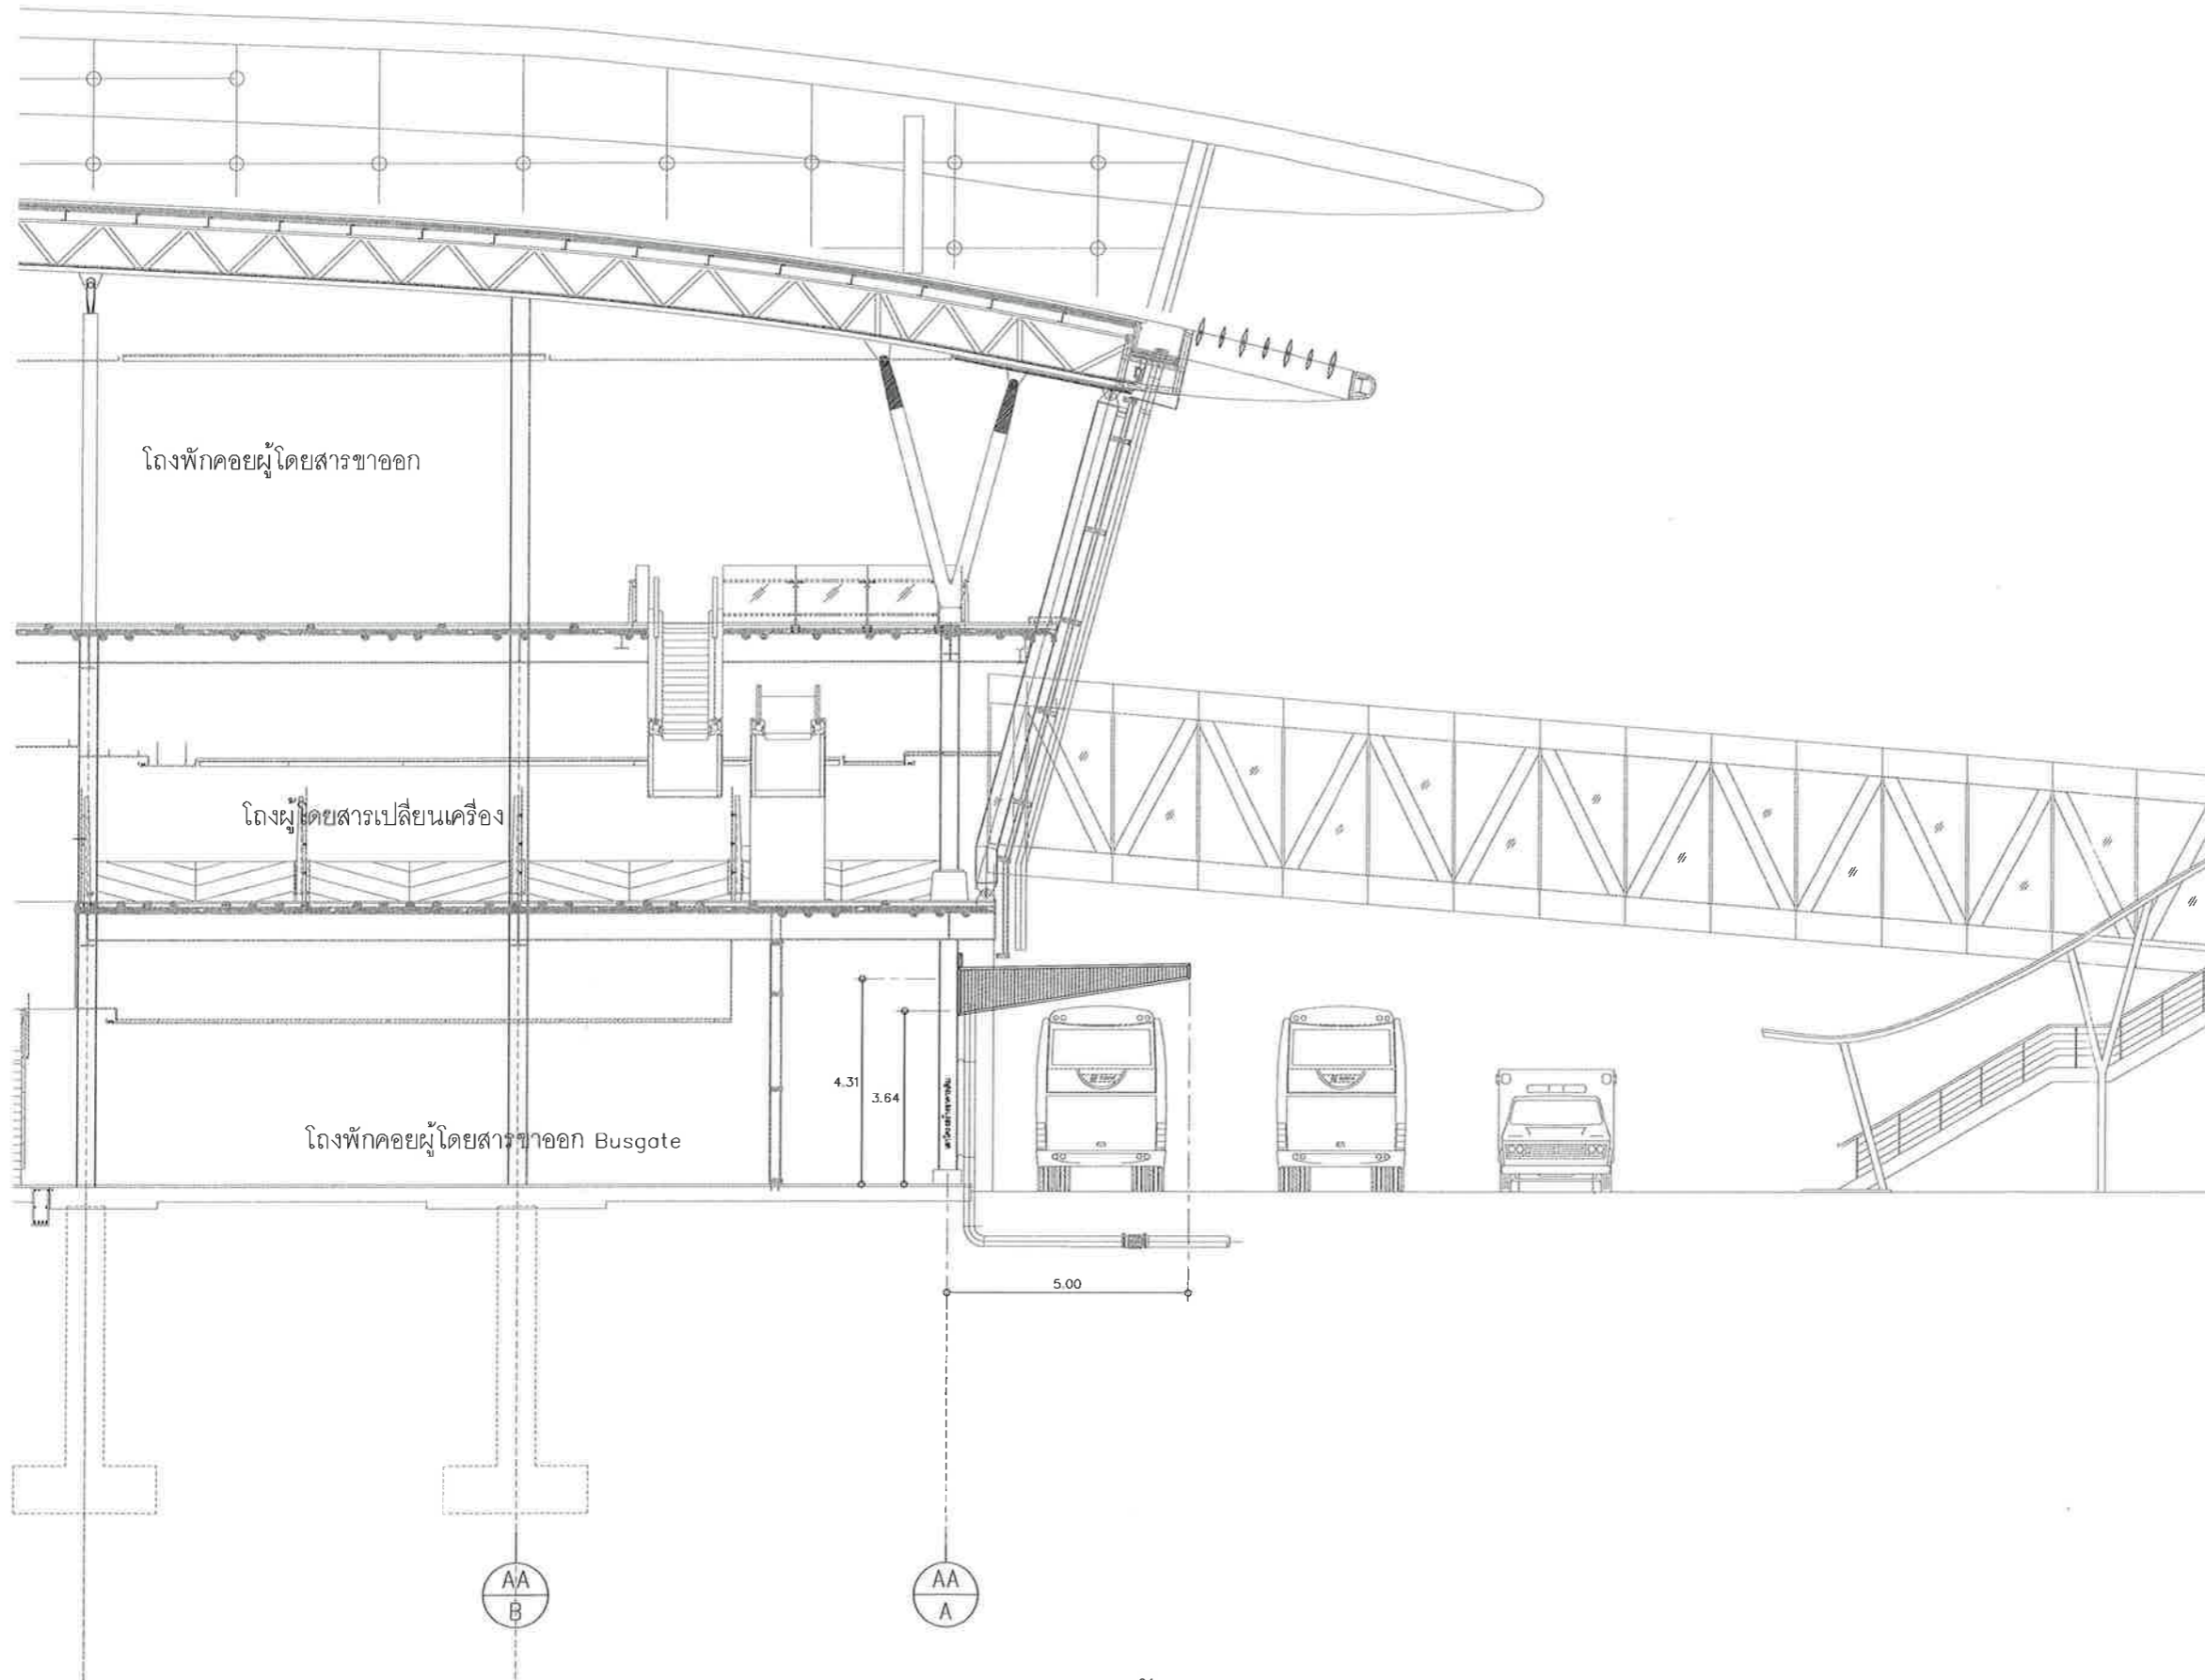 โถงพักคอยผู้โดยสารขาออก
โถงผู้โดยสารเปลี่ยนเครื่อง
4.31
3.64
โถงพักคอยผู้โดยสารขาออก Busgate
5.00
AA
B
AA
A